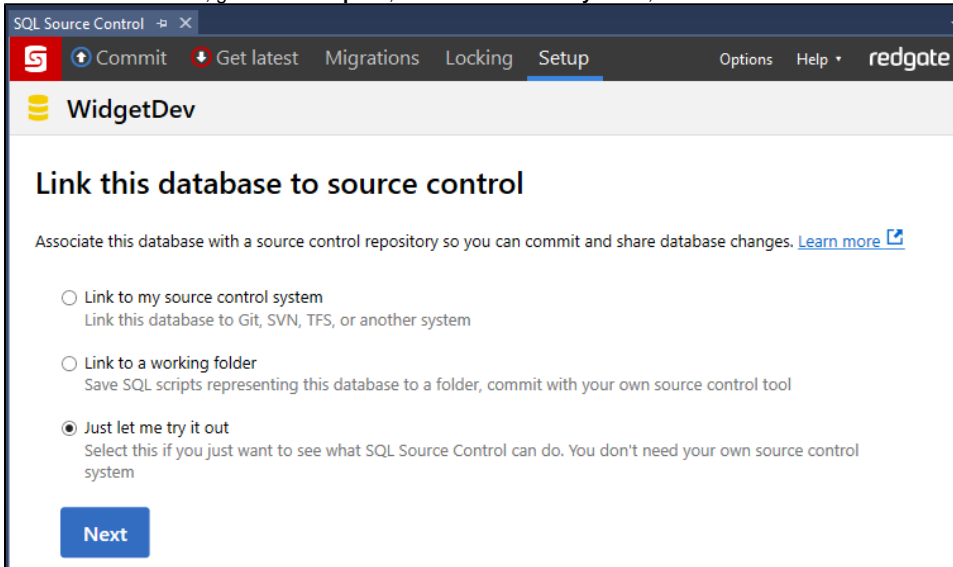 SQL Source Control
Commit Get latest Migrations Locking Setup Options Help redgate
WidgetDev
Link this database to source control
Associate this database with a source control repository so you can commit and share database changes. Learn more
Link to my source control system
Link this database to Git, SVN, TFS, or another system
Link to a working folder
Save SQL scripts representing this database to a folder, commit with your own source control tool
Just let me try it out
Select this if you just want to see what SQL Source Control can do. You don't need your own source control
system
Next